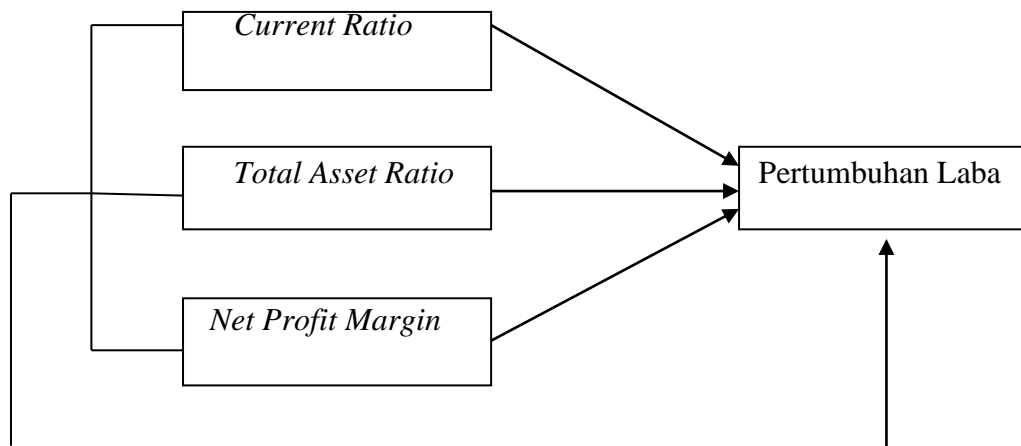 Current Ratio
Total Asset Ratio
Pertumbuhan Laba
Net Profit Margin